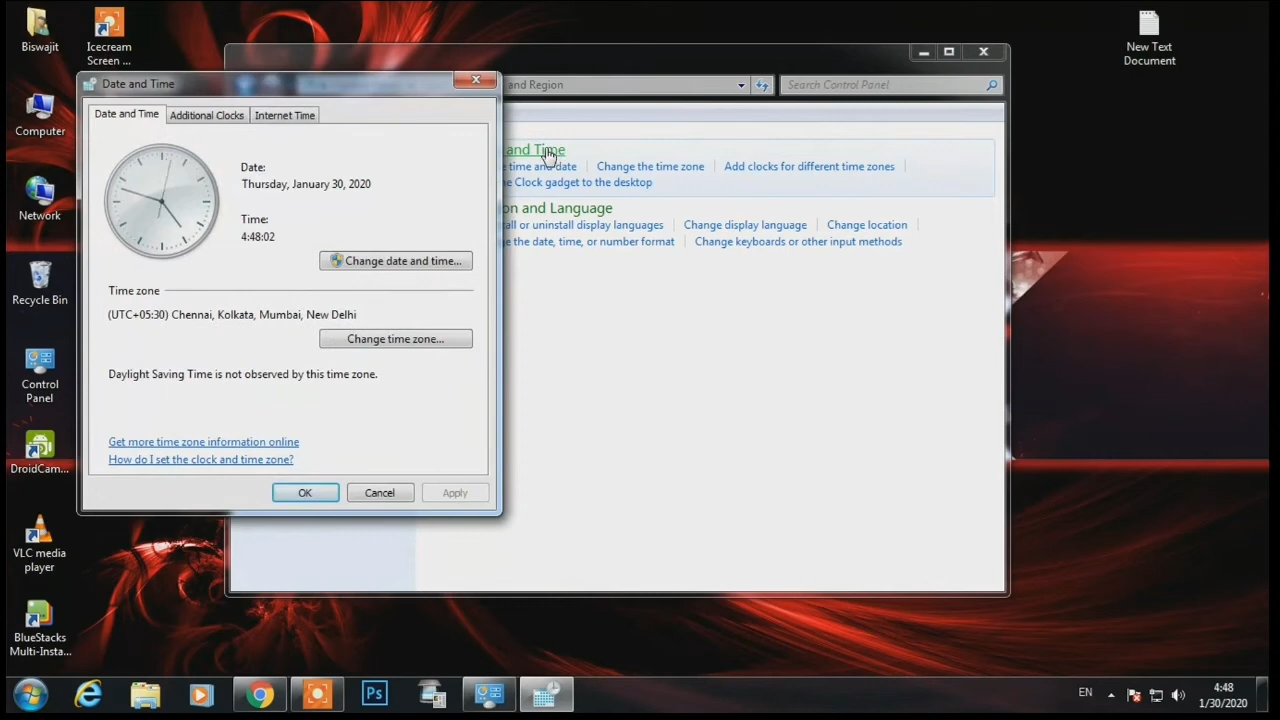 Biswajit
Icecream
Screen ...
New Text
Document
Computer
Network
Recycle Bin
Control
Panel
DroidCam...
VLC media
player
BlueStacks
Multi-Insta...
Date and Time
Date and Time
Additional Clocks
Internet Time
Date:
Thursday, January 30, 2020
Time:
4:48:02
Change date and time...
Time zone
(UTC+05:30) Chennai, Kolkata, Mumbai, New Delhi
Change time zone...
Daylight Saving Time is not observed by this time zone.
Get more time zone information online
How do I set the clock and time zone?
OK
Cancel
Apply
and Region
Search Control Panel
and Time
e time and date
Change the time zone
Add clocks for different time zones
e Clock gadget to the desktop
on and Language
all or uninstall display languages
Change display language
Change location
e the date, time, or number format
Change keyboards or other input methods
Ps
EN
4:48
1/30/2020